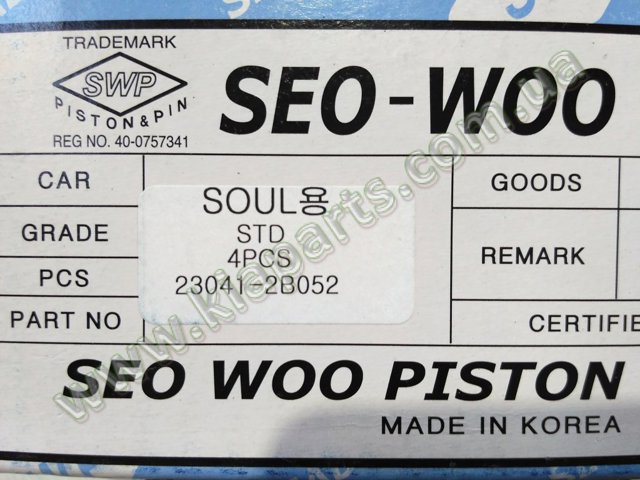 TRADEMARK
SWP
PISTON & PIN
REG NO. 40-0757341
SEO-WOO
CAR
GRADE
PCS
PART NO
SOUL용
STD
4PCS
23041-2B052
GOODS
REMARK
CERTIFIE
SEO WOO PISTON
MADE IN KOREA
www.kiaparts.com.ua